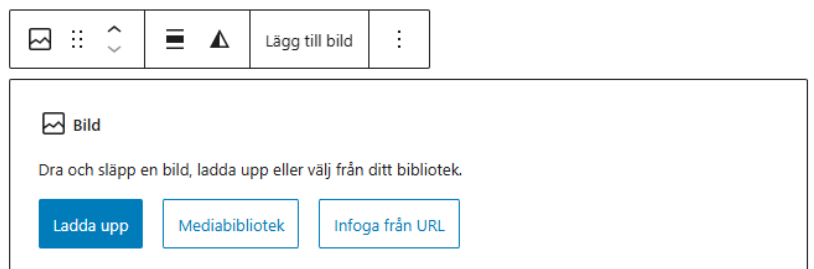 Lägg till bild
Bild
Dra och släpp en bild, ladda upp eller välj från ditt bibliotek.
Ladda upp
Mediabibliotek
Infoga från URL